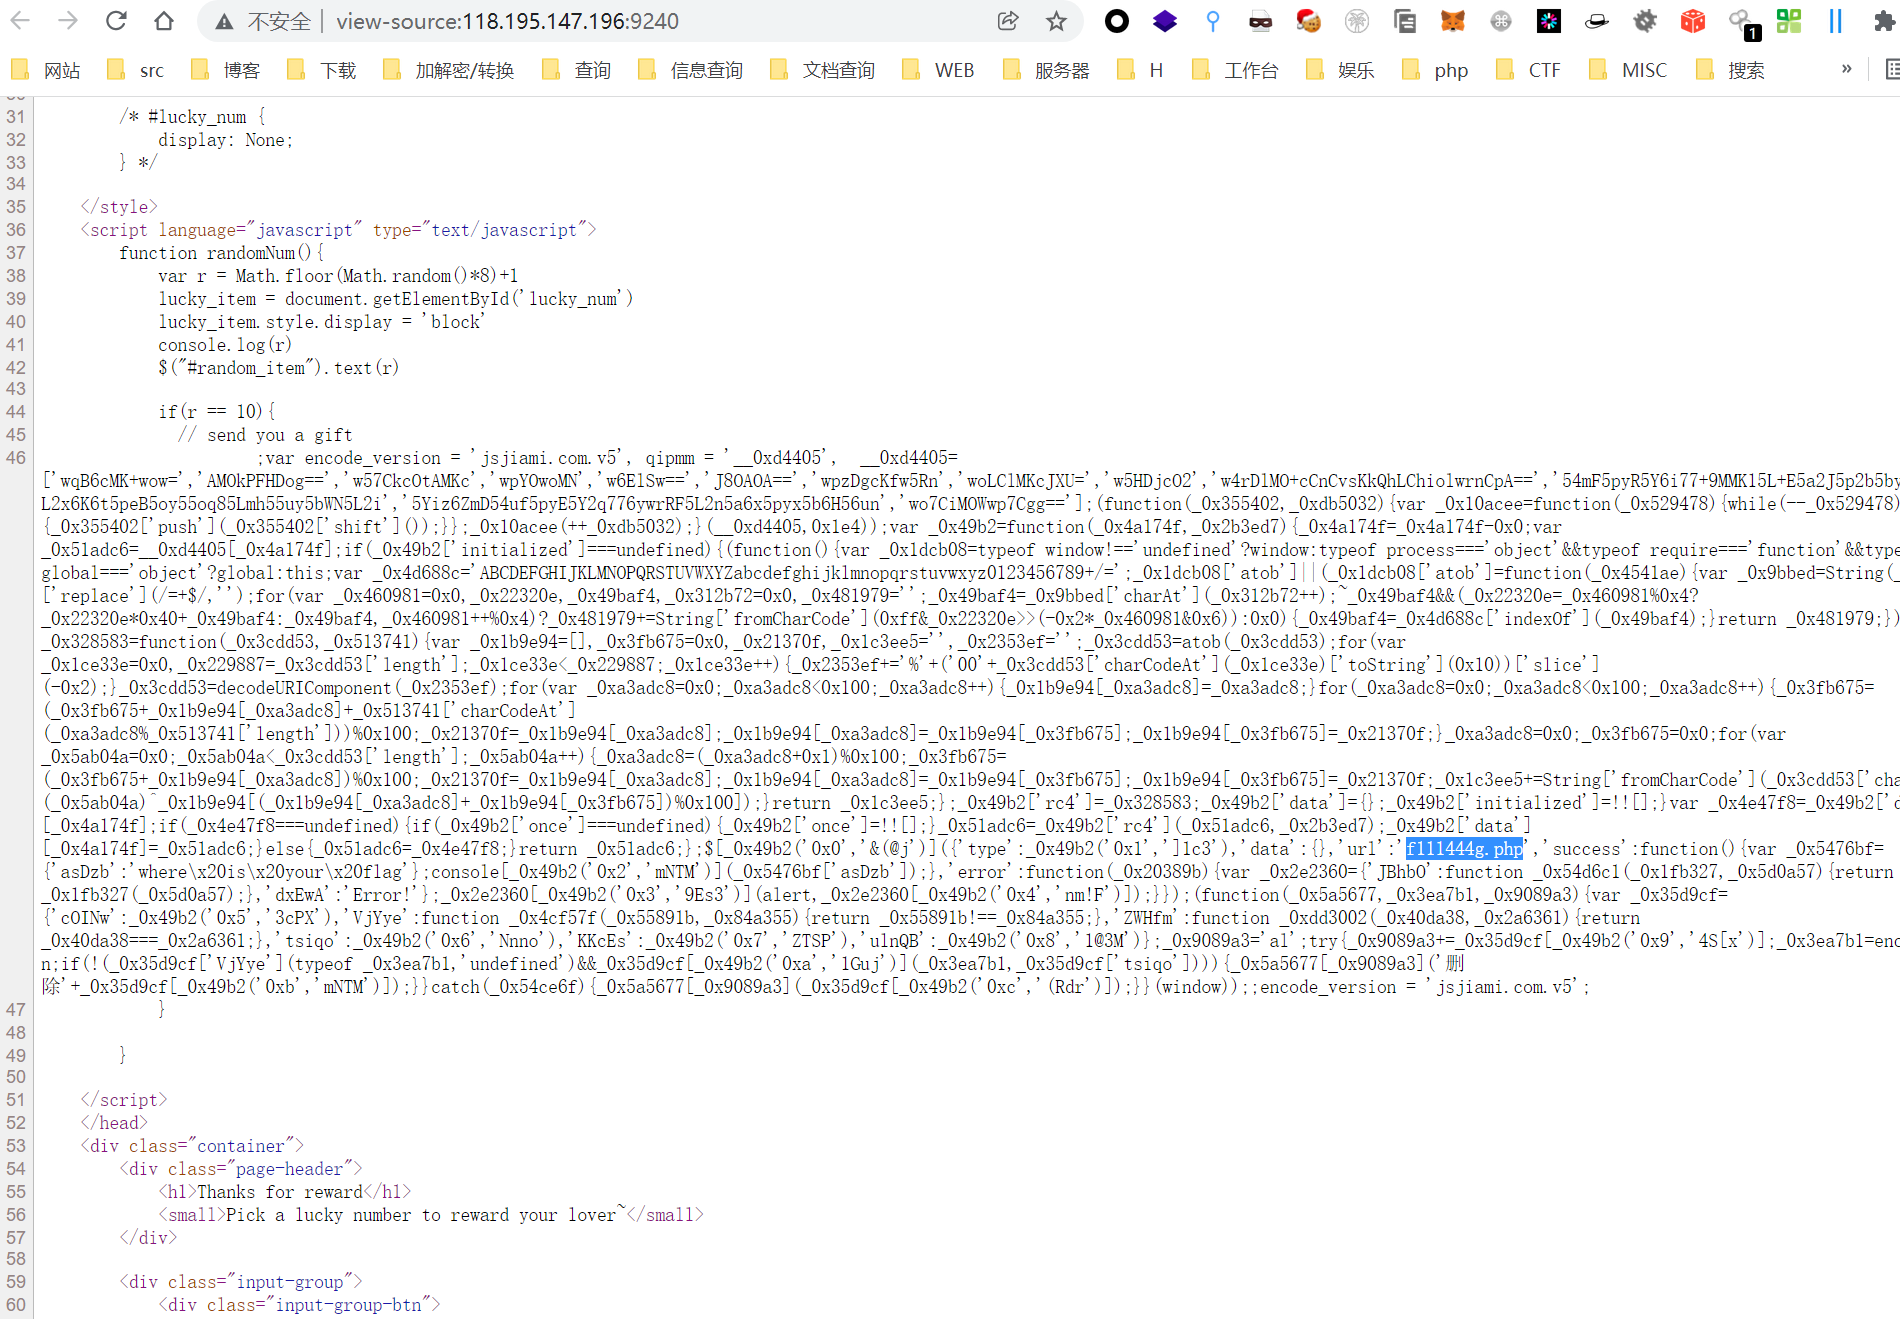 不安全 | view-source:118.195.147.196:9240
1
网站 src 博客 下载 加解密/转换 查询 信息查询 文档查询 WEB 服务器 H 工作台 娱乐 php CTF MISC 搜索 »
31 /* #lucky_num {
32 display: None;
33 } */
34
35 </style>
36 <script language="javascript" type="text/javascript">
37 function randomNum(){
38 var r = Math.floor(Math.random()*8)+1
39 lucky_item = document.getElementById('lucky_num')
40 lucky_item.style.display = 'block'
41 console.log(r)
42 $("#random_item").text(r)
43
44 if(r == 10){
45 // send you a gift
46 ;var encode_version = 'jsjiami.com.v5', qipmm = '__0xd4405',  __0xd4405=
['wqB6cMK+wow=','AMOkPFHDog==','w57CkcOtAMKc','wpYOwoMN','w6ElSw==','J8OAOA==','wpzDgcKfw5Rn','woLClMKcJXU=','w5HDjcO2','w4rDlMO+cCnCvsKkQhLChiolwrnCpA==','54mF5pyR5Y6i77+9MMK15L+E5a2J5p2b5by
L2x6K6t5peB5oy55oq85Lmh55uy5bWN5L2i','5Yiz6ZmD54uf5pyE5Y2q776ywrRF5L2n5a6x5pyx5b6H56un','wo7CiMOWwp7Cgg=='];(function(_0x355402,_0xdb5032){var _0x10acee=function(_0x529478){while(--_0x529478)
{_0x355402['push'](_0x355402['shift']());}};_0x10acee(++_0xdb5032);}(__0xd4405,0x1e4));var _0x49b2=function(_0x4a174f,_0x2b3ed7){_0x4a174f=_0x4a174f-0x0;var
_0x51adc6=__0xd4405[_0x4a174f];if(_0x49b2['initialized']===undefined){(function(){var _0x1dcb08=typeof window!=='undefined'?window:typeof process==='object'&&typeof require==='function'&&type
global==='object'?global:this;var _0x4d688c='ABCDEFGHIJKLMNOPQRSTUVWXYZabcdefghijklmnopqrstuvwxyz0123456789+/=';_0x1dcb08['atob']||(_0x1dcb08['atob']=function(_0x4541ae){var _0x9bbed=String(_
['replace'](/=+$/,'');for(var _0x460981=0x0,_0x22320e,_0x49baf4,_0x312b72=0x0,_0x481979='';_0x49baf4=_0x9bbed['charAt'](_0x312b72++);~_0x49baf4&&(_0x22320e=_0x460981%0x4?
_0x22320e*0x40+_0x49baf4:_0x49baf4,_0x460981++%0x4)?_0x481979+=String['fromCharCode'](0xff&_0x22320e>>(-0x2*_0x460981&0x6)):0x0){_0x49baf4=_0x4d688c['indexOf'](_0x49baf4);}return _0x481979;})
_0x328583=function(_0x3cdd53,_0x513741){var _0x1b9e94=[],_0x3fb675=0x0,_0x21370f,_0x1c3ee5='',_0x2353ef='';_0x3cdd53=atob(_0x3cdd53);for(var
_0x1ce33e=0x0,_0x229887=_0x3cdd53['length'];_0x1ce33e<_0x229887;_0x1ce33e++){_0x2353ef+='%'+('00'+_0x3cdd53['charCodeAt'](_0x1ce33e)['toString'](0x10))['slice']
(-0x2);}_0x3cdd53=decodeURIComponent(_0x2353ef);for(var _0xa3adc8=0x0;_0xa3adc8<0x100;_0xa3adc8++){_0x1b9e94[_0xa3adc8]=_0xa3adc8;}for(_0xa3adc8=0x0;_0xa3adc8<0x100;_0xa3adc8++){_0x3fb675=
(_0x3fb675+_0x1b9e94[_0xa3adc8]+_0x513741['charCodeAt']
(_0xa3adc8%_0x513741['length']))%0x100;_0x21370f=_0x1b9e94[_0xa3adc8];_0x1b9e94[_0xa3adc8]=_0x1b9e94[_0x3fb675];_0x1b9e94[_0x3fb675]=_0x21370f;}_0xa3adc8=0x0;_0x3fb675=0x0;for(var
_0x5ab04a=0x0;_0x5ab04a<_0x3cdd53['length'];_0x5ab04a++){_0xa3adc8=(_0xa3adc8+0x1)%0x100;_0x3fb675=
(_0x3fb675+_0x1b9e94[_0xa3adc8])%0x100;_0x21370f=_0x1b9e94[_0xa3adc8];_0x1b9e94[_0xa3adc8]=_0x1b9e94[_0x3fb675];_0x1b9e94[_0x3fb675]=_0x21370f;_0x1c3ee5+=String['fromCharCode'](_0x3cdd53['cha
(_0x5ab04a)^_0x1b9e94[(_0x1b9e94[_0xa3adc8]+_0x1b9e94[_0x3fb675])%0x100]);}return _0x1c3ee5;};_0x49b2['rc4']=_0x328583;_0x49b2['data']={};_0x49b2['initialized']=!![];}var _0x4e47f8=_0x49b2['d
[_0x4a174f];if(_0x4e47f8===undefined){if(_0x49b2['once']===undefined){_0x49b2['once']=!![];}_0x51adc6=_0x49b2['rc4'](_0x51adc6,_0x2b3ed7);_0x49b2['data']
[_0x4a174f]=_0x51adc6;}else{_0x51adc6=_0x4e47f8;}return _0x51adc6;};$[_0x49b2('0x0','&(@j')]({'type':_0x49b2('0x1',']1c3'),'data':{},'url':'f1l1444g.php','success':function(){var _0x5476bf=
{'asDzb':'where\x20is\x20your\x20flag'};console[_0x49b2('0x2','mNTM')](_0x5476bf['asDzb']);},'error':function(_0x20389b){var _0x2e2360={'JBhbO':function _0x54d6c1(_0x1fb327,_0x5d0a57){return
_0x1fb327(_0x5d0a57);},'dxEwA':'Error!'};_0x2e2360[_0x49b2('0x3','9Es3')](alert,_0x2e2360[_0x49b2('0x4','nm!F')]);}});(function(_0x5a5677,_0x3ea7b1,_0x9089a3){var _0x35d9cf=
{'cOINw':_0x49b2('0x5','3cPX'),'VjYye':function _0x4cf57f(_0x55891b,_0x84a355){return _0x55891b!==_0x84a355;},'ZWHfm':function _0xdd3002(_0x40da38,_0x2a6361){return
_0x40da38===_0x2a6361;},'tsiqo':_0x49b2('0x6','Nnno'),'KKcEs':_0x49b2('0x7','ZTSP'),'ulnQB':_0x49b2('0x8','l@3M')};_0x9089a3='al';try{_0x9089a3+=_0x35d9cf[_0x49b2('0x9','4S[x')];_0x3ea7b1=enc
n;if(!(_0x35d9cf['VjYye'](typeof _0x3ea7b1,'undefined')&&_0x35d9cf[_0x49b2('0xa','1Guj')](_0x3ea7b1,_0x35d9cf['tsiqo']))){_0x5a5677[_0x9089a3]('删
除'+_0x35d9cf[_0x49b2('0xb','mNTM')]);}}catch(_0x54ce6f){_0x5a5677[_0x9089a3](_0x35d9cf[_0x49b2('0xc','(Rdr')]);}}(window));;encode_version = 'jsjiami.com.v5';
47 }
48
49 }
50
51 </script>
52 </head>
53 <div class="container">
54 <div class="page-header">
55 <h1>Thanks for reward</h1>
56 <small>Pick a lucky number to reward your lover~</small>
57 </div>
58
59 <div class="input-group">
60 <div class="input-group-btn">